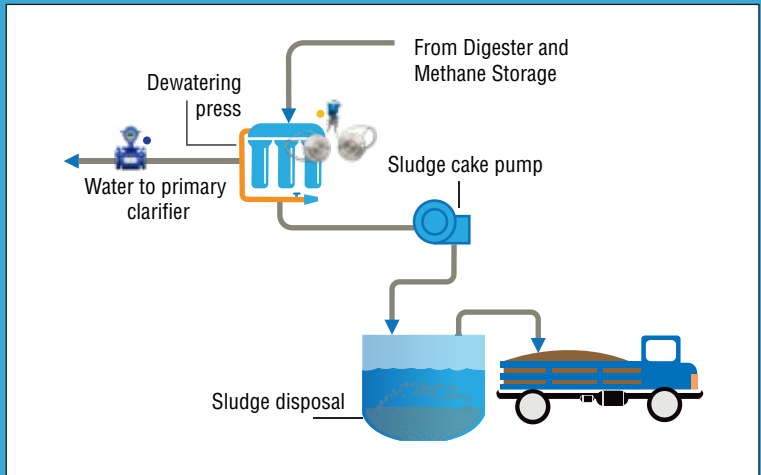 From Digester and
Methane Storage
Dewatering
press
Water to primary
clarifier
Sludge cake pump
Sludge disposal